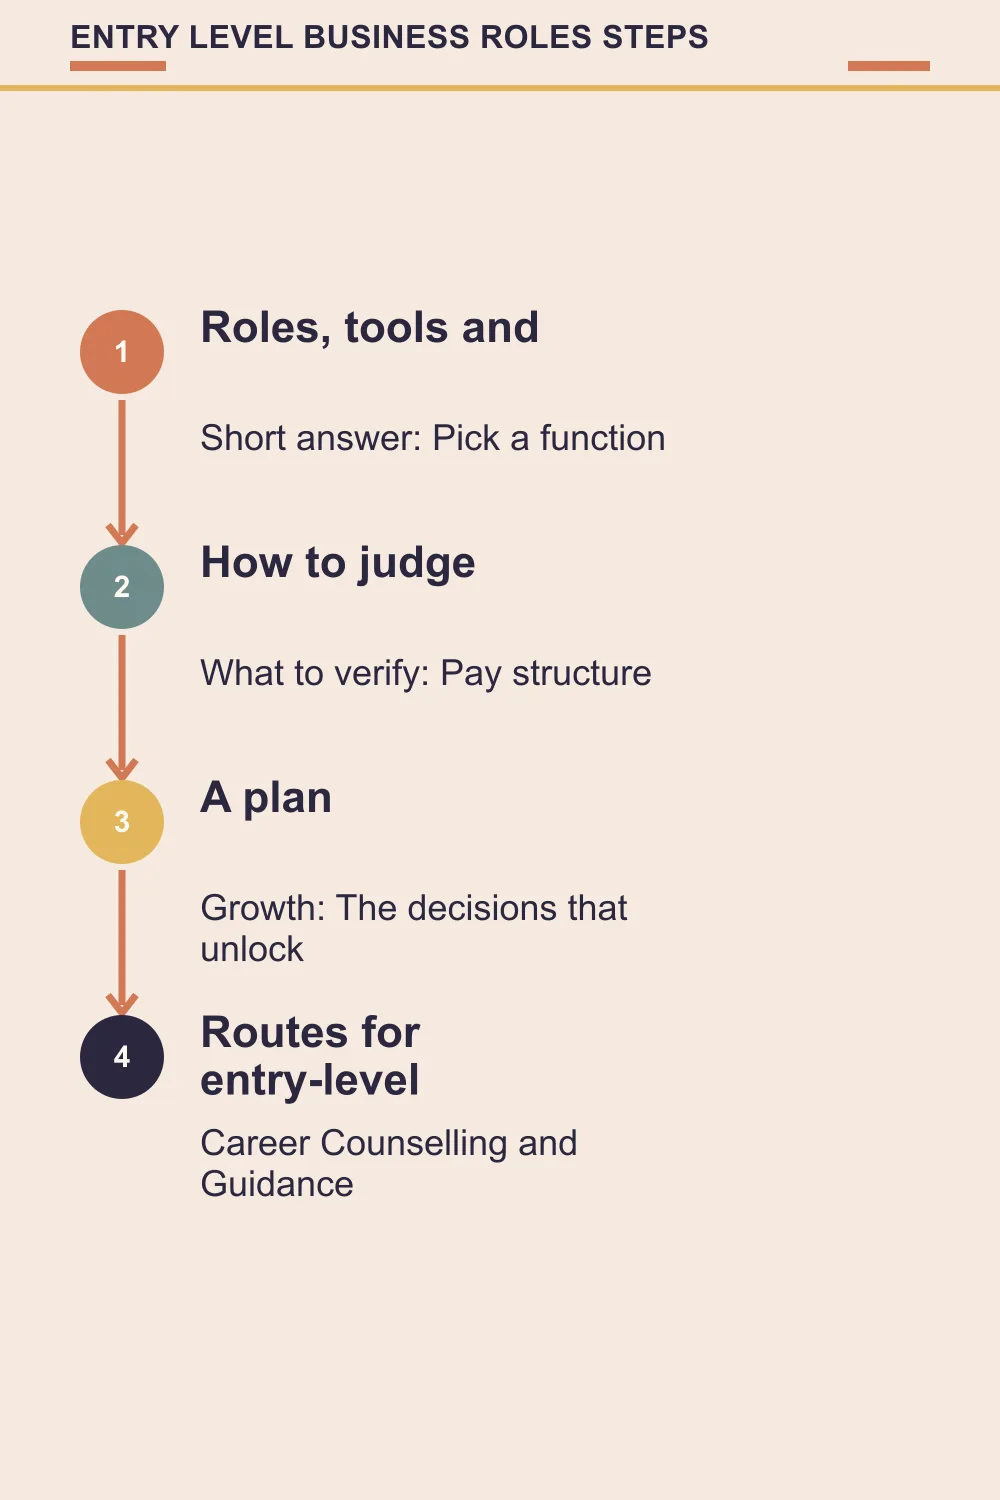 ENTRY LEVEL BUSINESS ROLES STEPS
1
Roles, tools and
Short answer: Pick a function
2
How to judge
What to verify: Pay structure
3
A plan
Growth: The decisions that
unlock
4
Routes for
entry-level
Career Counselling and
Guidance